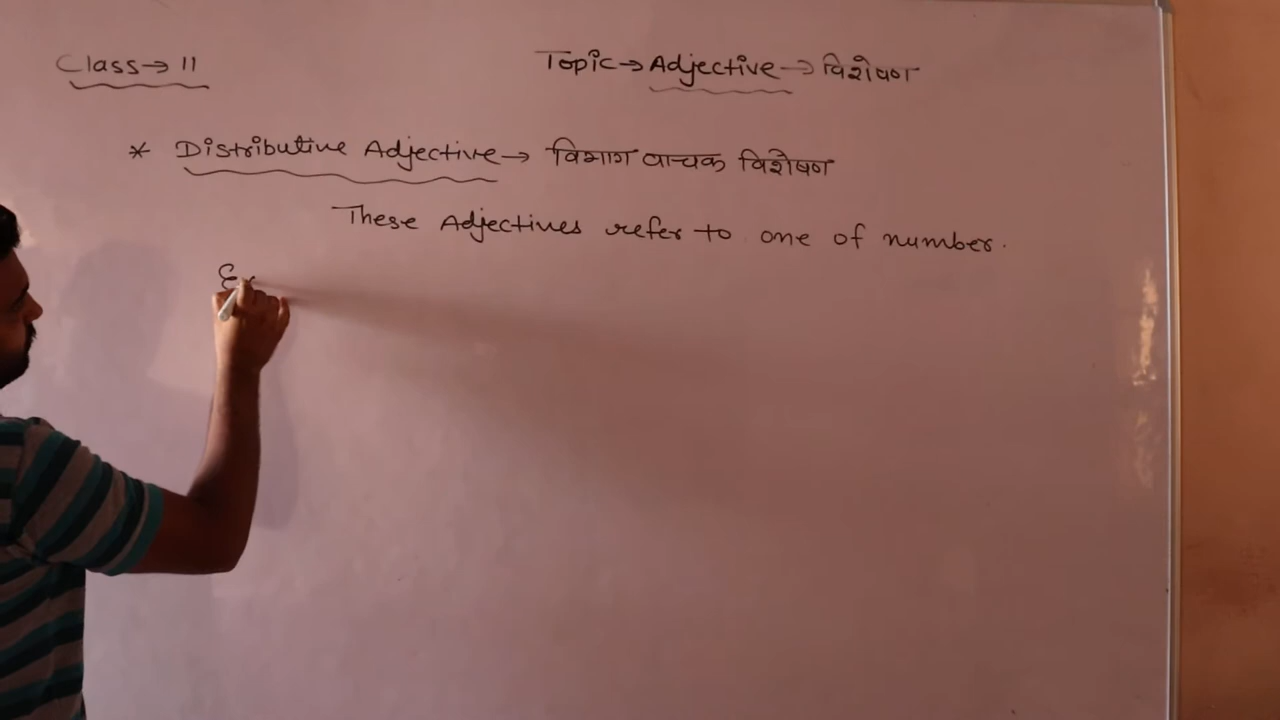 Class→ 11
Topic→ Adjective→ विशेषण
* Distributive Adjective→ विभाग वाचक विशेषण
These Adjectives refer to one of number.
Ex